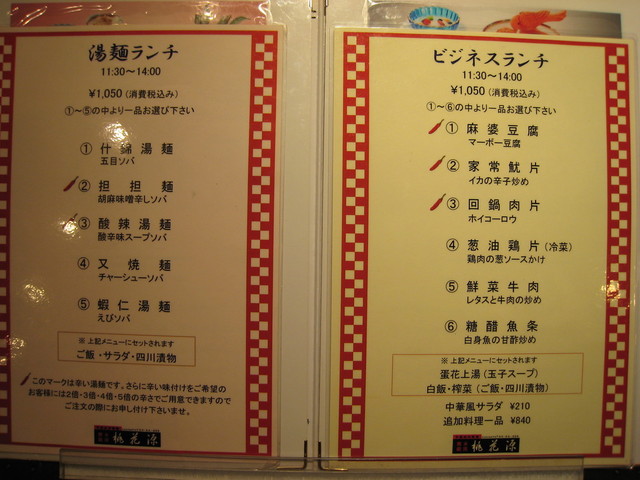 湯麺ランチ
11:30～14:00
¥1,050（消費税込み）
①～⑤の中より一品お選び下さい
① 什錦湯麺
五目ソバ
② 担担麺
胡麻味噌辛しソバ
③ 酸辣湯麺
酸辛味スープソバ
④ 叉焼麺
チャーシューソバ
⑤ 蝦仁湯麺
えびソバ
※ 上記メニューにセットされます
ご飯・サラダ・四川漬物
このマークは辛い湯麺です。さらに辛い味付けをご希望の
お客様には2倍・3倍・4倍・5倍の辛さでご用意できますので
ご注文の際にお申し付け下さいませ。
桃花源
ビジネスランチ
11:30～14:00
¥1,050（消費税込み）
①～⑥の中より一品お選び下さい
① 麻婆豆腐
マーボー豆腐
② 家常魷片
イカの辛子炒め
③ 回鍋肉片
ホイコーロウ
④ 葱油鶏片（冷菜）
鶏肉の葱ソースかけ
⑤ 鮮菜牛肉
レタスと牛肉の炒め
⑥ 糖醋魚条
白身魚の甘酢炒め
※ 上記メニューにセットされます
蛋花上湯（玉子スープ）
白飯・榨菜（ご飯・四川漬物）
中華風サラダ ¥210
追加料理一品 ¥840
桃花源